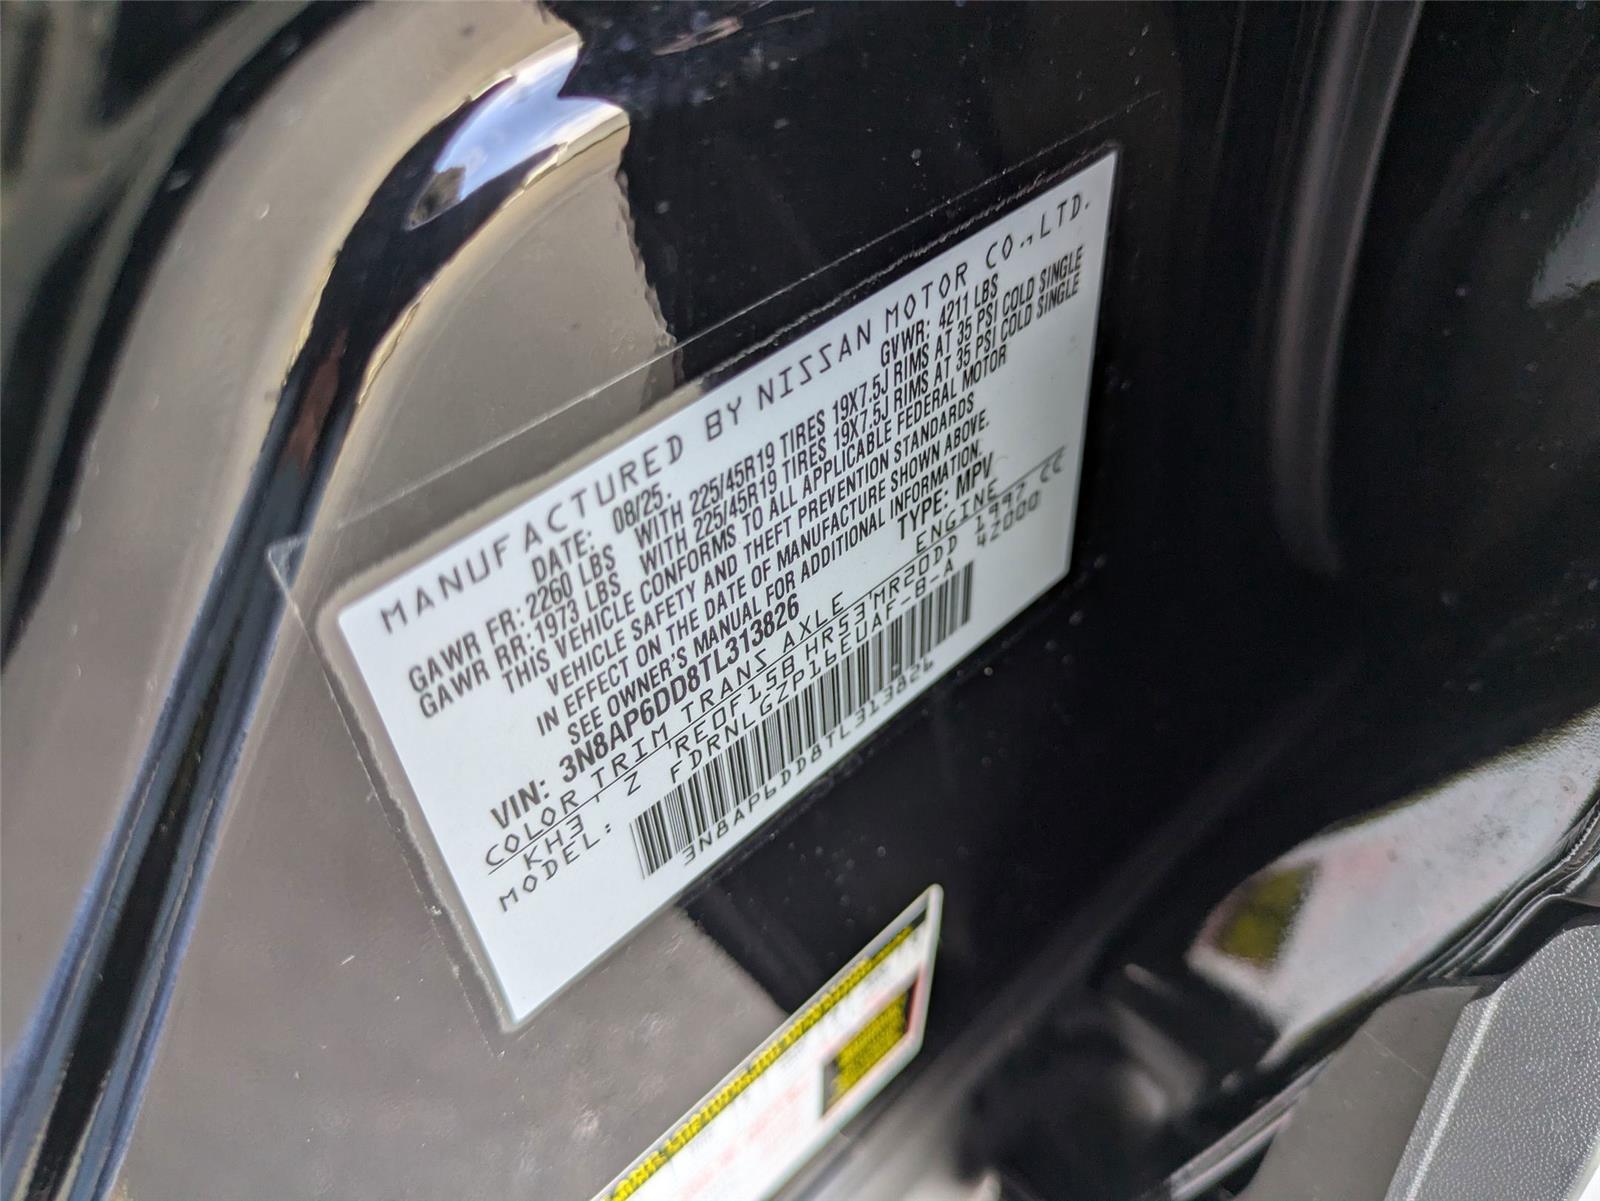 MANUFACTURED BY NISSAN MOTOR CO.,LTD.
DATE: 08/25. GVWR: 4211 LBS
GAWR FR: 2260 LBS WITH 225/45R19 TIRES 19X7.5J RIMS AT 35 PSI COLD SINGLE
GAWR RR: 1973 LBS WITH 225/45R19 TIRES 19X7.5J RIMS AT 35 PSI COLD SINGLE
THIS VEHICLE CONFORMS TO ALL APPLICABLE FEDERAL MOTOR
VEHICLE SAFETY AND THEFT PREVENTION STANDARDS
IN EFFECT ON THE DATE OF MANUFACTURE SHOWN ABOVE.
SEE OWNER'S MANUAL FOR ADDITIONAL INFORMATION.
VIN: 3N8AP6DD8TL313826 TYPE: MPV
COLOR TRIM TRANS AXLE ENGINE 1997 CC
KH3 , Z RE0F15B HR53 MR20DD 4Z000
MODEL: FDRNLGZP16EUAF-B-A
3N8AP6DD8TL313826